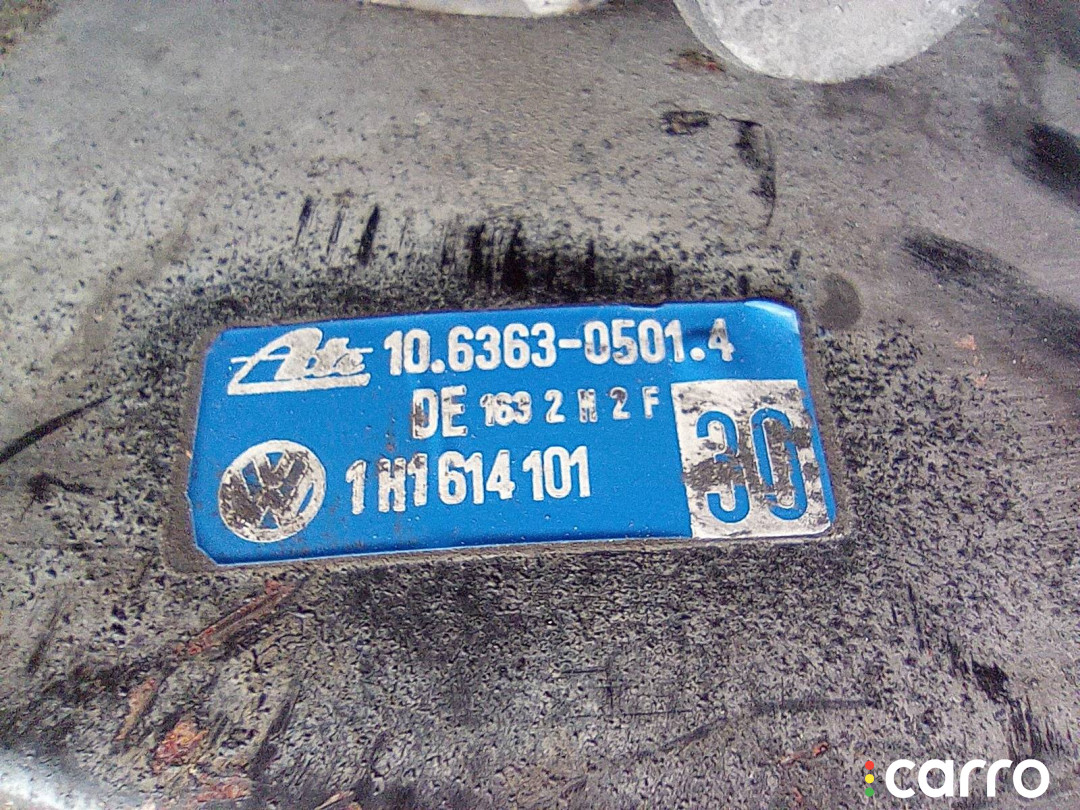 Ate 10.6363-0501.4
DE 163 2 H 2 F
30
1H1 614 101
carro